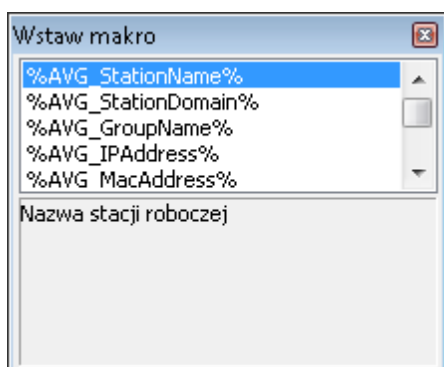 Wstaw makro
%AVG_StationName%
%AVG_StationDomain%
%AVG_GroupName%
%AVG_IPAddress%
%AVG_MacAddress%
Nazwa stacji roboczej